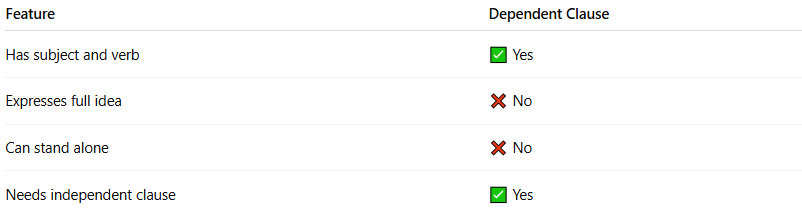 Feature Dependent Clause
Has subject and verb ✅ Yes
Expresses full idea ❌ No
Can stand alone ❌ No
Needs independent clause ✅ Yes